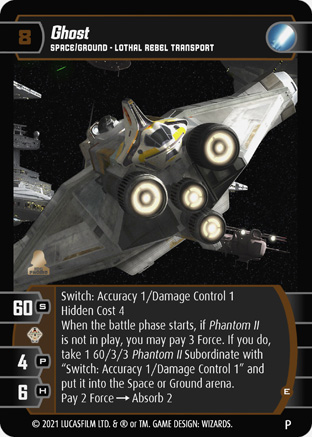 8
Ghost
SPACE/GROUND - LOTHAL REBEL TRANSPORT
60 S
4 P
6 H
Switch: Accuracy 1/Damage Control 1
Hidden Cost 4
When the battle phase starts, if Phantom II
is not in play, you may pay 3 Force. If you do,
take 1 60/3/3 Phantom II Subordinate with
“Switch: Accuracy 1/Damage Control 1” and
put it into the Space or Ground arena.
Pay 2 Force → Absorb 2
E
© 2021 LUCASFILM LTD. & ® or TM. GAME DESIGN: WIZARDS.
P